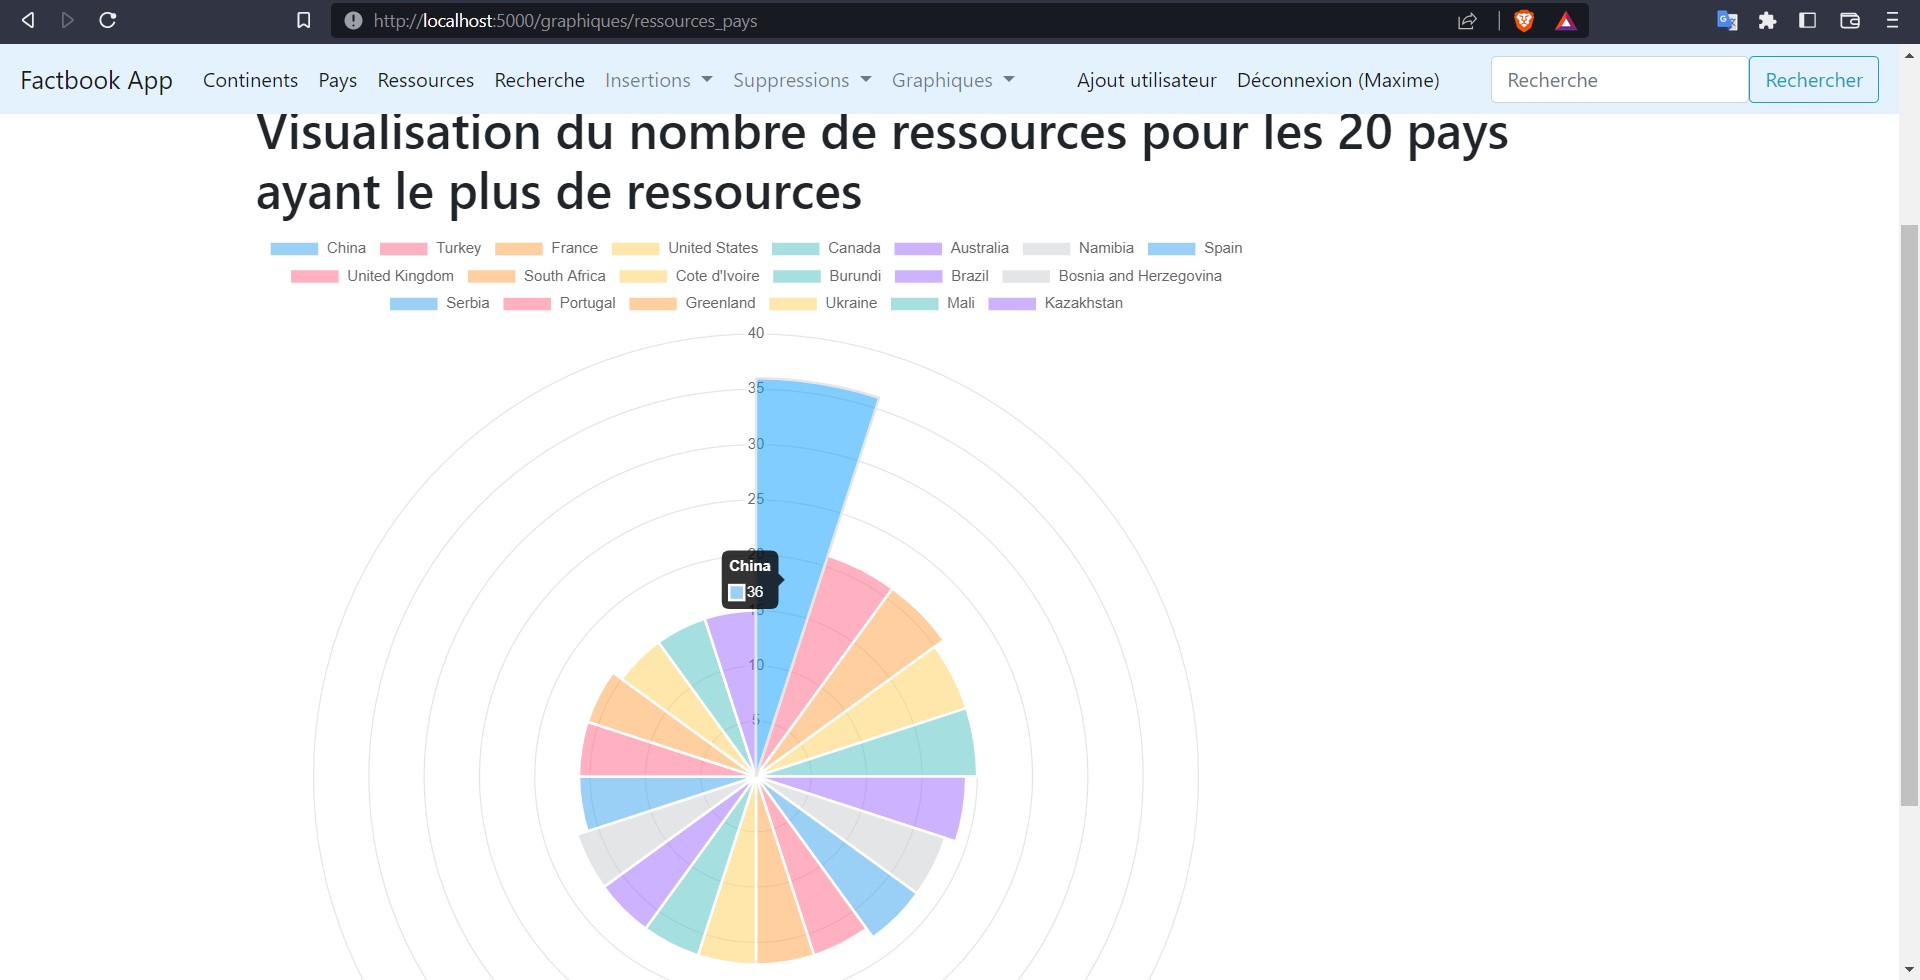 http://localhost:5000/graphiques/ressources_pays
Factbook App Continents Pays Ressources Recherche Insertions Suppressions Graphiques Ajout utilisateur Déconnexion (Maxime) Recherche Rechercher
Visualisation du nombre de ressources pour les 20 pays
ayant le plus de ressources
China Turkey France United States Canada Australia Namibia Spain
United Kingdom South Africa Cote d'Ivoire Burundi Brazil Bosnia and Herzegovina
Serbia Portugal Greenland Ukraine Mali Kazakhstan
40
35
30
25
20
China
36
15
10
5